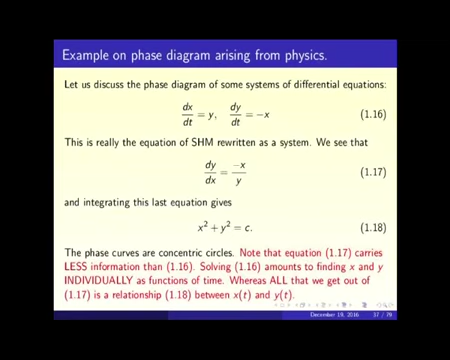 Example on phase diagram arising from physics.
Let us discuss the phase diagram of some systems of differential equations:
dx/dt = y, dy/dt = −x (1.16)
This is really the equation of SHM rewritten as a system. We see that
dy/dx = −x/y (1.17)
and integrating this last equation gives
x² + y² = c. (1.18)
The phase curves are concentric circles. Note that equation (1.17) carries
LESS information than (1.16). Solving (1.16) amounts to finding x and y
INDIVIDUALLY as functions of time. Whereas ALL that we get out of
(1.17) is a relationship (1.18) between x(t) and y(t).
December 19, 2016 37 / 79